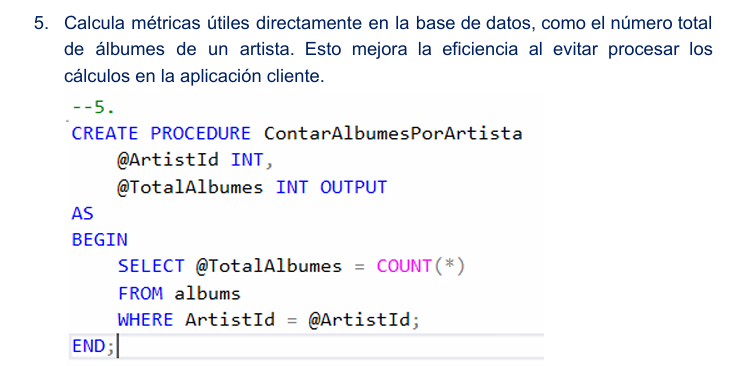 5. Calcula métricas útiles directamente en la base de datos, como el número total
de álbumes de un artista. Esto mejora la eficiencia al evitar procesar los
cálculos en la aplicación cliente.
--5.
CREATE PROCEDURE ContarAlbumesPorArtista
@ArtistId INT,
@TotalAlbumes INT OUTPUT
AS
BEGIN
SELECT @TotalAlbumes = COUNT(*)
FROM albums
WHERE ArtistId = @ArtistId;
END;